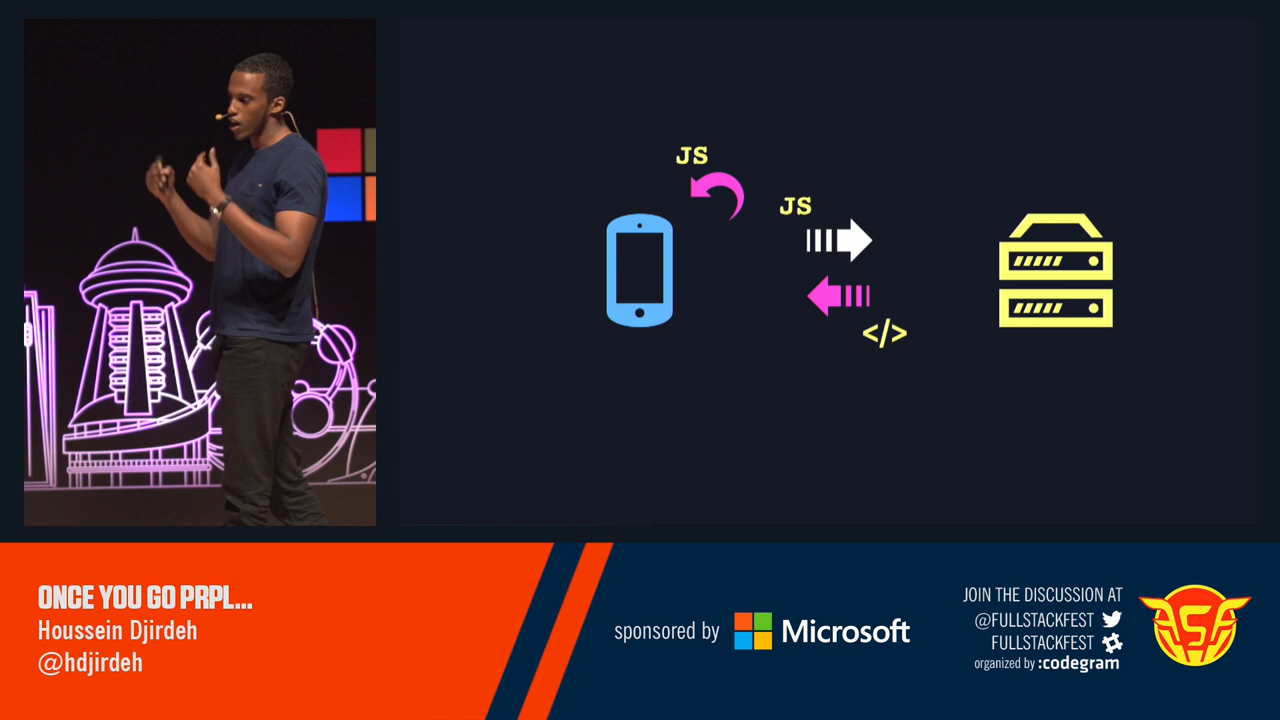 JS
JS
</>
ONCE YOU GO PRPL...
Houssein Djirdeh
@hdjirdeh
sponsored by Microsoft
JOIN THE DISCUSSION AT
@FULLSTACKFEST
FULLSTACKFEST
organized by :codegram
FSF